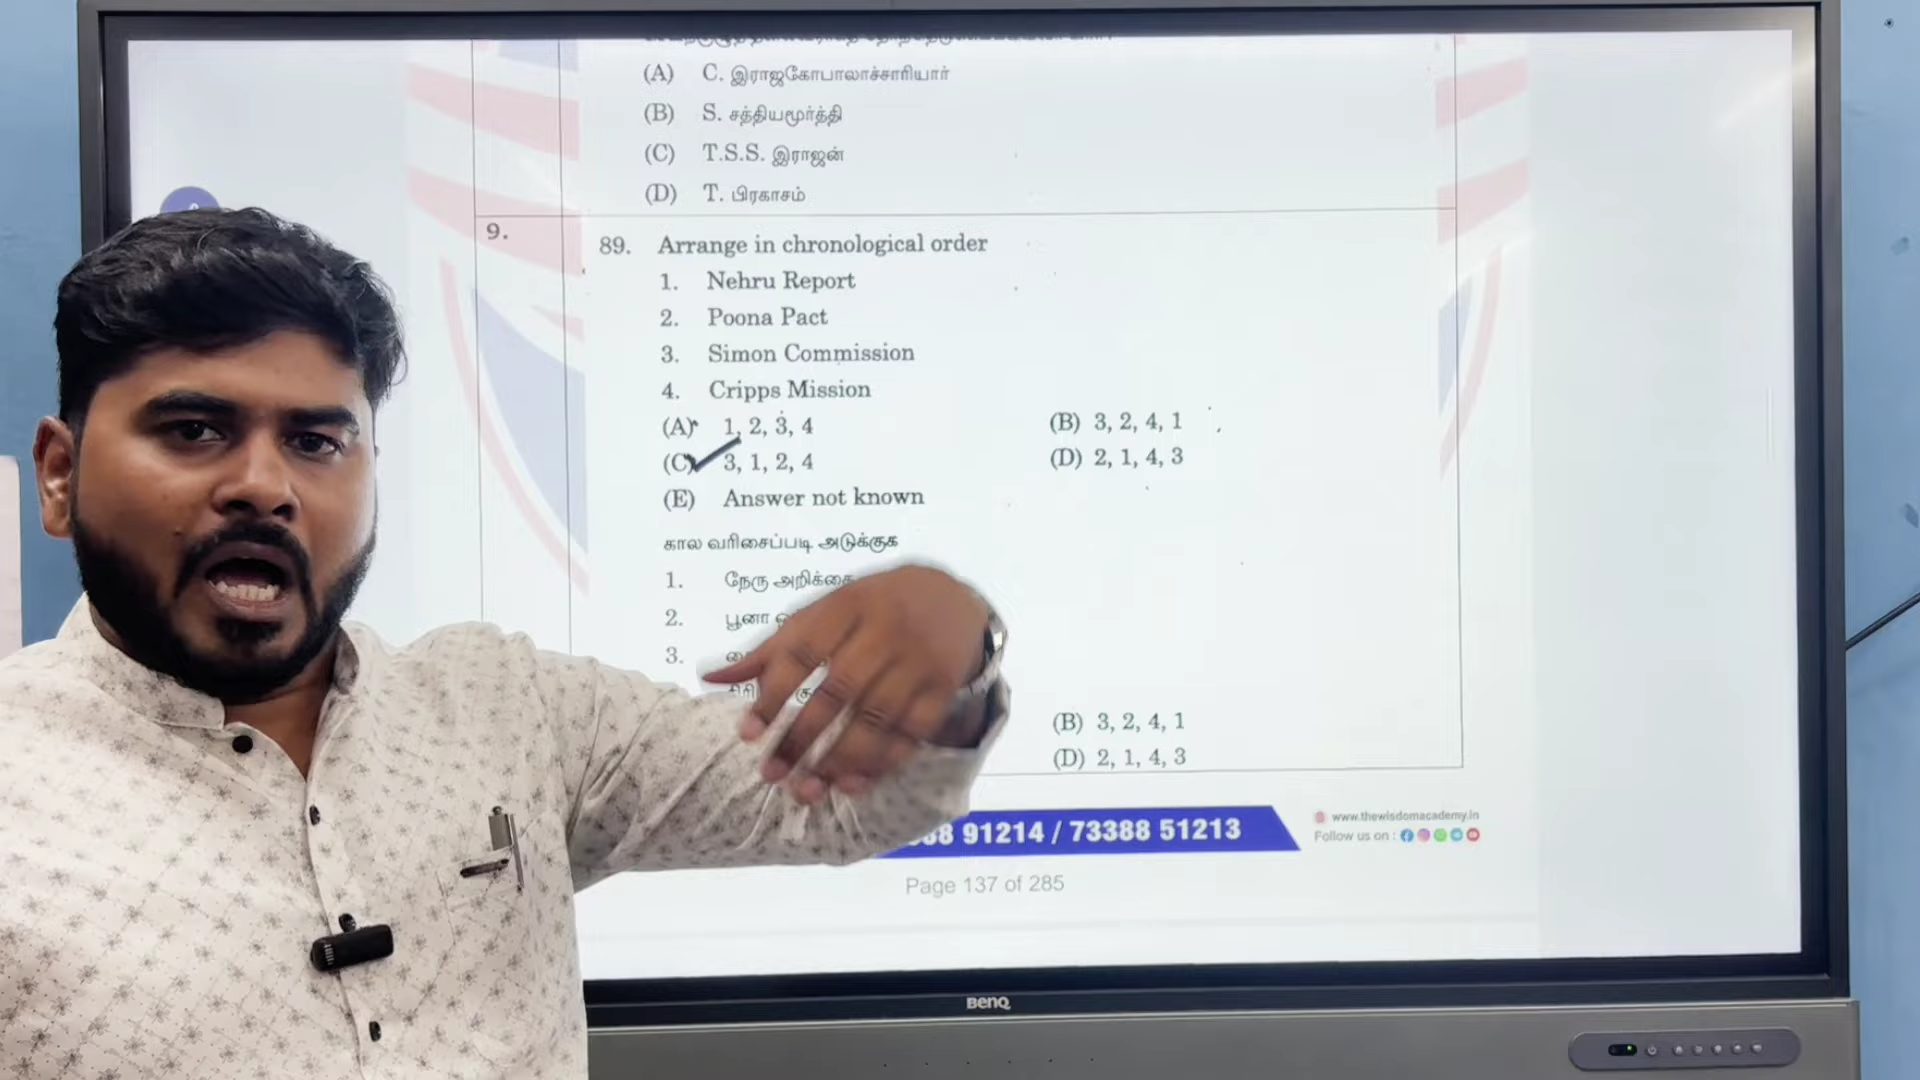 (A) C. இராஜகோபாலாச்சாரியார்
(B) S. சத்தியமூர்த்தி
(C) T.S.S. இராஜன்
(D) T. பிரகாசம்
9.
89. Arrange in chronological order
1. Nehru Report
2. Poona Pact
3. Simon Commission
4. Cripps Mission
(A) 1, 2, 3, 4 (B) 3, 2, 4, 1
(C) 3, 1, 2, 4 (D) 2, 1, 4, 3
(E) Answer not known
கால வரிசைப்படி அடுக்குக
1. நேரு அறிக்கை
2. பூனா
3.
(B) 3, 2, 4, 1
(D) 2, 1, 4, 3
91214 / 73388 51213
www.thewisdomacademy.in
Follow us on :
Page 137 of 285
BenQ